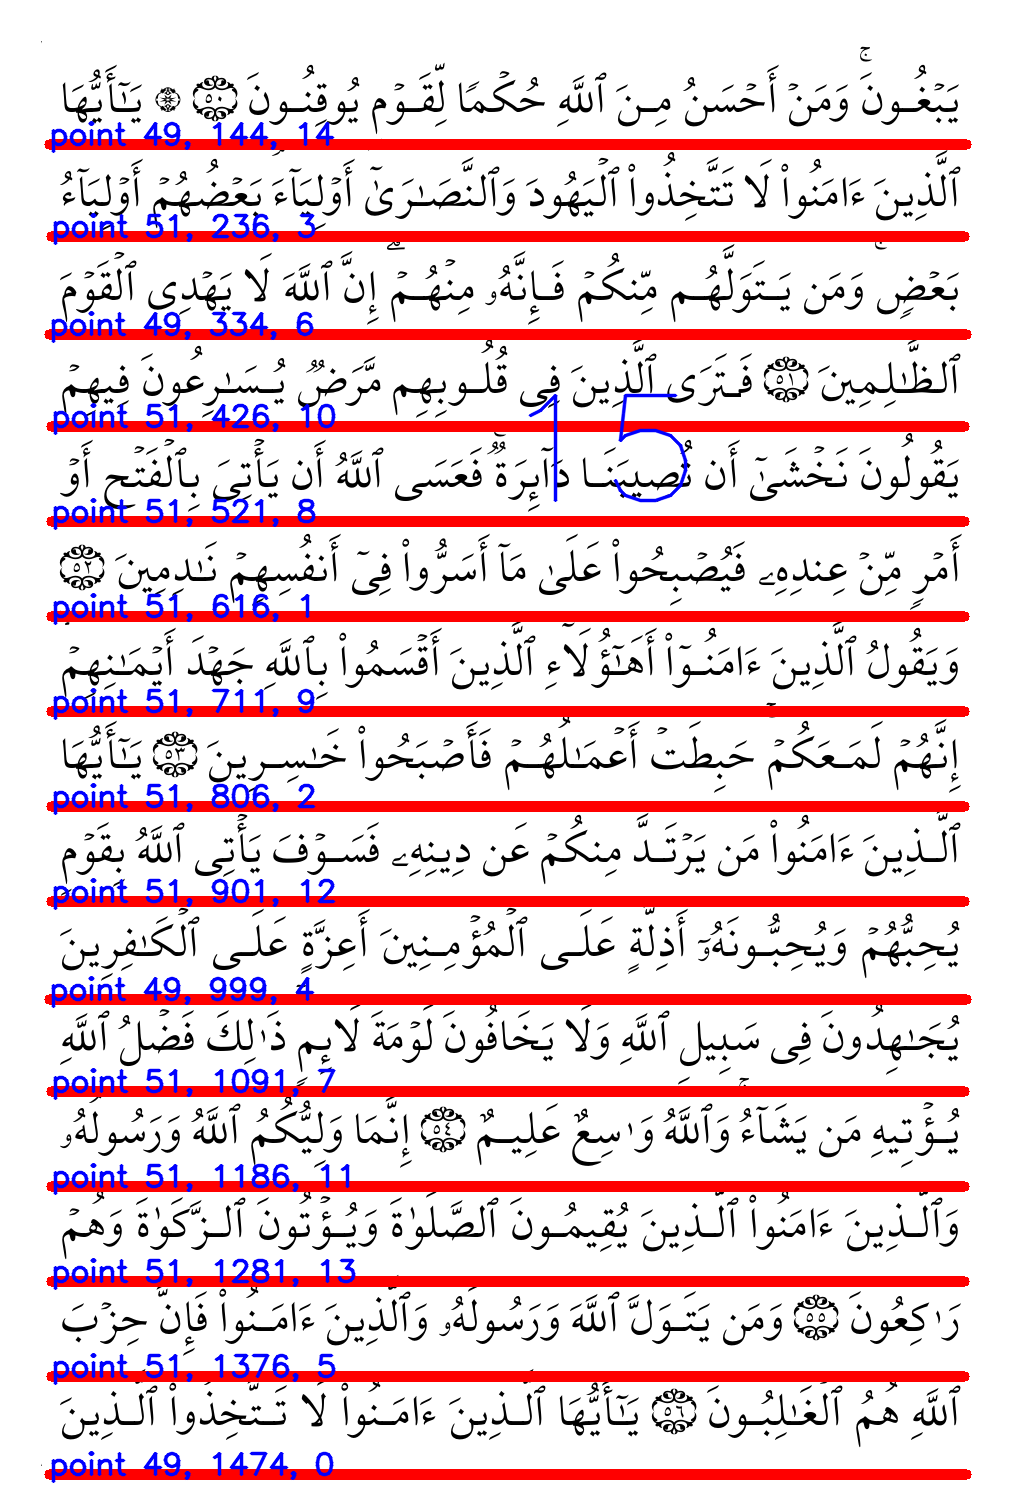 يَبْغُونَۚ وَمَنْ أَحْسَنُ مِنَ ٱللَّهِ حُكْمًا لِّقَوْمٍ يُوقِنُونَ ٥٠ ۞ يَـٰٓأَيُّهَا
point 49, 144, 14
ٱلَّذِينَ ءَامَنُوا۟ لَا تَتَّخِذُوا۟ ٱلْيَهُودَ وَٱلنَّصَـٰرَىٰٓ أَوْلِيَآءَۘ بَعْضُهُمْ أَوْلِيَآءُ
point 51, 236, 3
بَعْضٍۚ وَمَن يَتَوَلَّهُم مِّنكُمْ فَإِنَّهُۥ مِنْهُمْۗ إِنَّ ٱللَّهَ لَا يَهْدِى ٱلْقَوْمَ
point 49, 334, 6
ٱلظَّـٰلِمِينَ ٥١ فَتَرَى ٱلَّذِينَ فِى قُلُوبِهِم مَّرَضٌ يُسَـٰرِعُونَ فِيهِمْ
point 51, 426, 10
15
يَقُولُونَ نَخْشَىٰٓ أَن تُصِيبَنَا دَآئِرَةٌۚ فَعَسَى ٱللَّهُ أَن يَأْتِىَ بِٱلْفَتْحِ أَوْ
point 51, 521, 8
أَمْرٍ مِّنْ عِندِهِۦ فَيُصْبِحُوا۟ عَلَىٰ مَآ أَسَرُّوا۟ فِىٓ أَنفُسِهِمْ نَـٰدِمِينَ ٥٢
point 51, 616, 1
وَيَقُولُ ٱلَّذِينَ ءَامَنُوٓا۟ أَهَـٰٓؤُلَآءِ ٱلَّذِينَ أَقْسَمُوا۟ بِٱللَّهِ جَهْدَ أَيْمَـٰنِهِمْۙ
point 51, 711, 9
إِنَّهُمْ لَمَعَكُمْۚ حَبِطَتْ أَعْمَـٰلُهُمْ فَأَصْبَحُوا۟ خَـٰسِرِينَ ٥٣ يَـٰٓأَيُّهَا
point 51, 806, 2
ٱلَّذِينَ ءَامَنُوا۟ مَن يَرْتَدَّ مِنكُمْ عَن دِينِهِۦ فَسَوْفَ يَأْتِى ٱللَّهُ بِقَوْمٍ
point 51, 901, 12
يُحِبُّهُمْ وَيُحِبُّونَهُۥٓ أَذِلَّةٍ عَلَى ٱلْمُؤْمِنِينَ أَعِزَّةٍ عَلَى ٱلْكَـٰفِرِينَ
point 49, 999, 4
يُجَـٰهِدُونَ فِى سَبِيلِ ٱللَّهِ وَلَا يَخَافُونَ لَوْمَةَ لَآئِمٍۚ ذَٰلِكَ فَضْلُ ٱللَّهِ
point 51, 1091, 7
يُؤْتِيهِ مَن يَشَآءُۚ وَٱللَّهُ وَٰسِعٌ عَلِيمٌ ٥٤ إِنَّمَا وَلِيُّكُمُ ٱللَّهُ وَرَسُولُهُۥ
point 51, 1186, 11
وَٱلَّذِينَ ءَامَنُوا۟ ٱلَّذِينَ يُقِيمُونَ ٱلصَّلَوٰةَ وَيُؤْتُونَ ٱلزَّكَوٰةَ وَهُمْ
point 51, 1281, 13
رَٰكِعُونَ ٥٥ وَمَن يَتَوَلَّ ٱللَّهَ وَرَسُولَهُۥ وَٱلَّذِينَ ءَامَنُوا۟ فَإِنَّ حِزْبَ
point 51, 1376, 5
ٱللَّهِ هُمُ ٱلْغَـٰلِبُونَ ٥٦ يَـٰٓأَيُّهَا ٱلَّذِينَ ءَامَنُوا۟ لَا تَتَّخِذُوا۟ ٱلَّذِينَ
point 49, 1474, 0